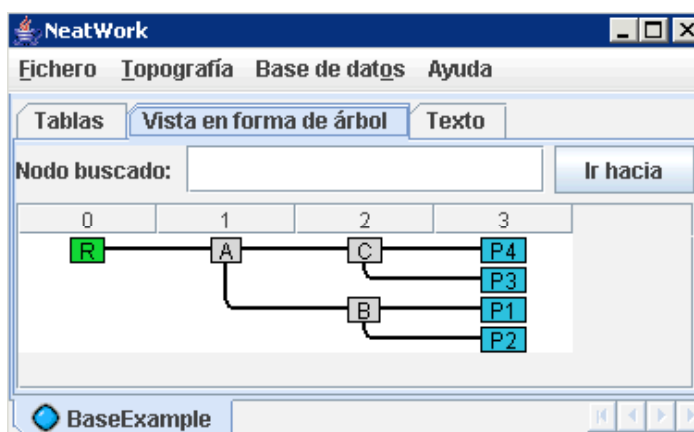 NeatWork
Fichero Topografía Base de datos Ayuda
Tablas Vista en forma de árbol Texto
Nodo buscado: Ir hacia
0 1 2 3
R A C P4
P3
B P1
P2
BaseExample